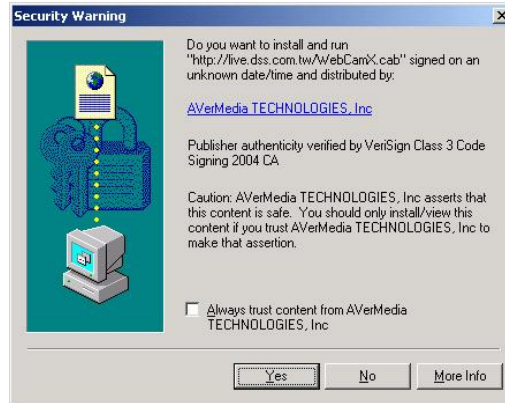 Security Warning
Do you want to install and run
"http://live.dss.com.tw/WebCamX.cab" signed on an
unknown date/time and distributed by:
AVerMedia TECHNOLOGIES, Inc
Publisher authenticity verified by VeriSign Class 3 Code
Signing 2004 CA
Caution: AVerMedia TECHNOLOGIES, Inc asserts that
this content is safe. You should only install/view this
content if you trust AVerMedia TECHNOLOGIES, Inc to
make that assertion.
Always trust content from AVerMedia
TECHNOLOGIES, Inc
Yes
No
More Info